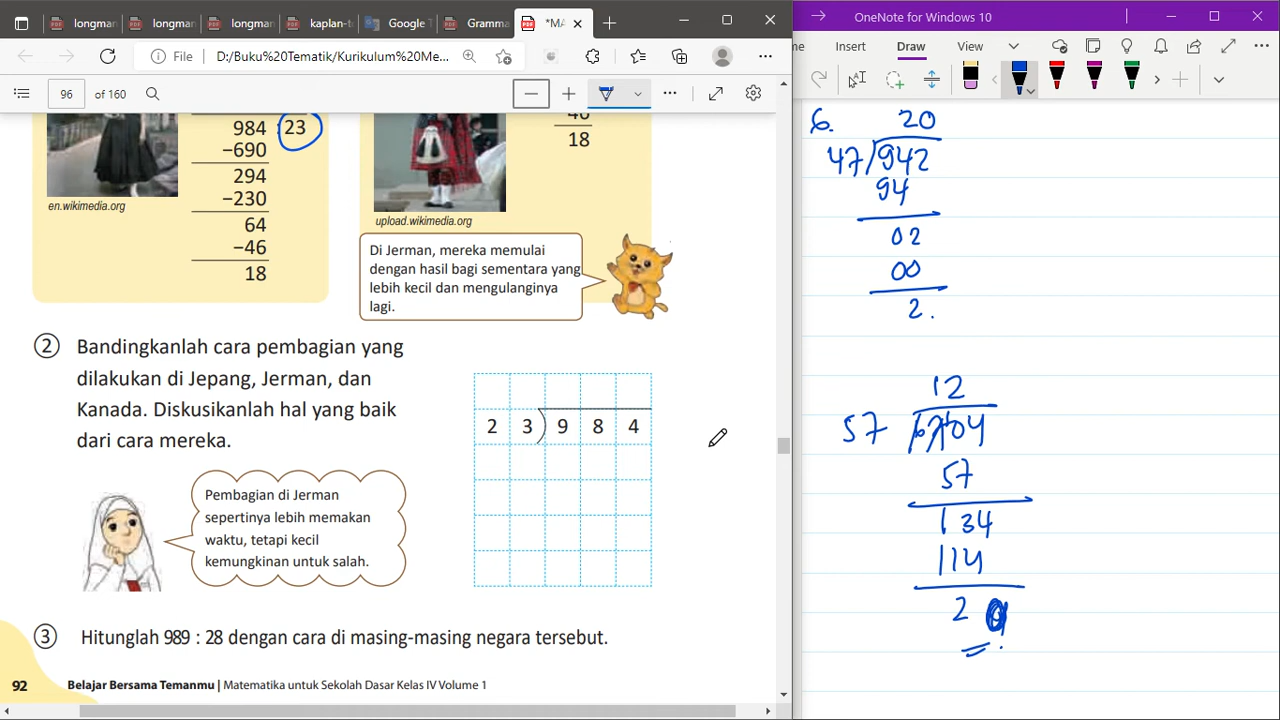 longman
longman
longman
kaplan-t
Google T
Gramma
*MA
File
D:/Buku%20Tematik/Kurikulum%20Me...
96 of 160
984
23
−690
294
−230
64
−46
18
en.wikimedia.org
18
upload.wikimedia.org
Di Jerman, mereka memulai
dengan hasil bagi sementara yang
lebih kecil dan mengulanginya
lagi.
2 Bandingkanlah cara pembagian yang
dilakukan di Jepang, Jerman, dan
Kanada. Diskusikanlah hal yang baik
dari cara mereka.
2 3 9 8 4
Pembagian di Jerman
sepertinya lebih memakan
waktu, tetapi kecil
kemungkinan untuk salah.
3 Hitunglah 989 : 28 dengan cara di masing-masing negara tersebut.
92 Belajar Bersama Temanmu | Matematika untuk Sekolah Dasar Kelas IV Volume 1
OneNote for Windows 10
me Insert Draw View
6. 20
47/942
94
02
00
2.
12
57
57
134
114
2